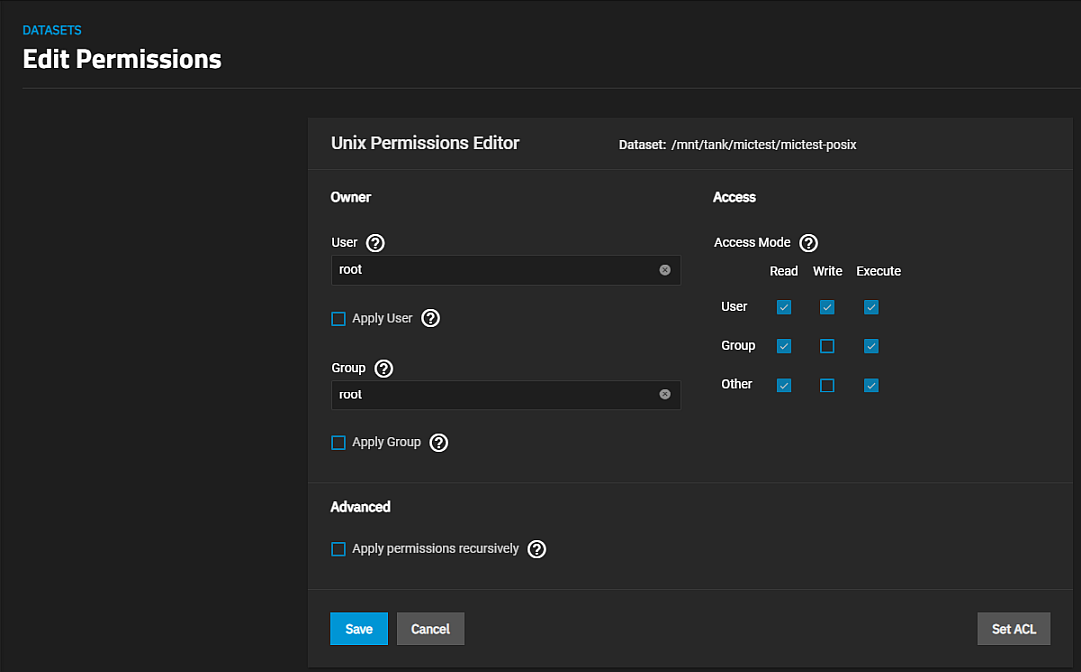 DATASETS
Edit Permissions
Unix Permissions Editor
Dataset: /mnt/tank/mictest/mictest-posix
Owner
User
root
Apply User
Group
root
Apply Group
Access
Access Mode
Read Write Execute
User
Group
Other
Advanced
Apply permissions recursively
Save Cancel Set ACL